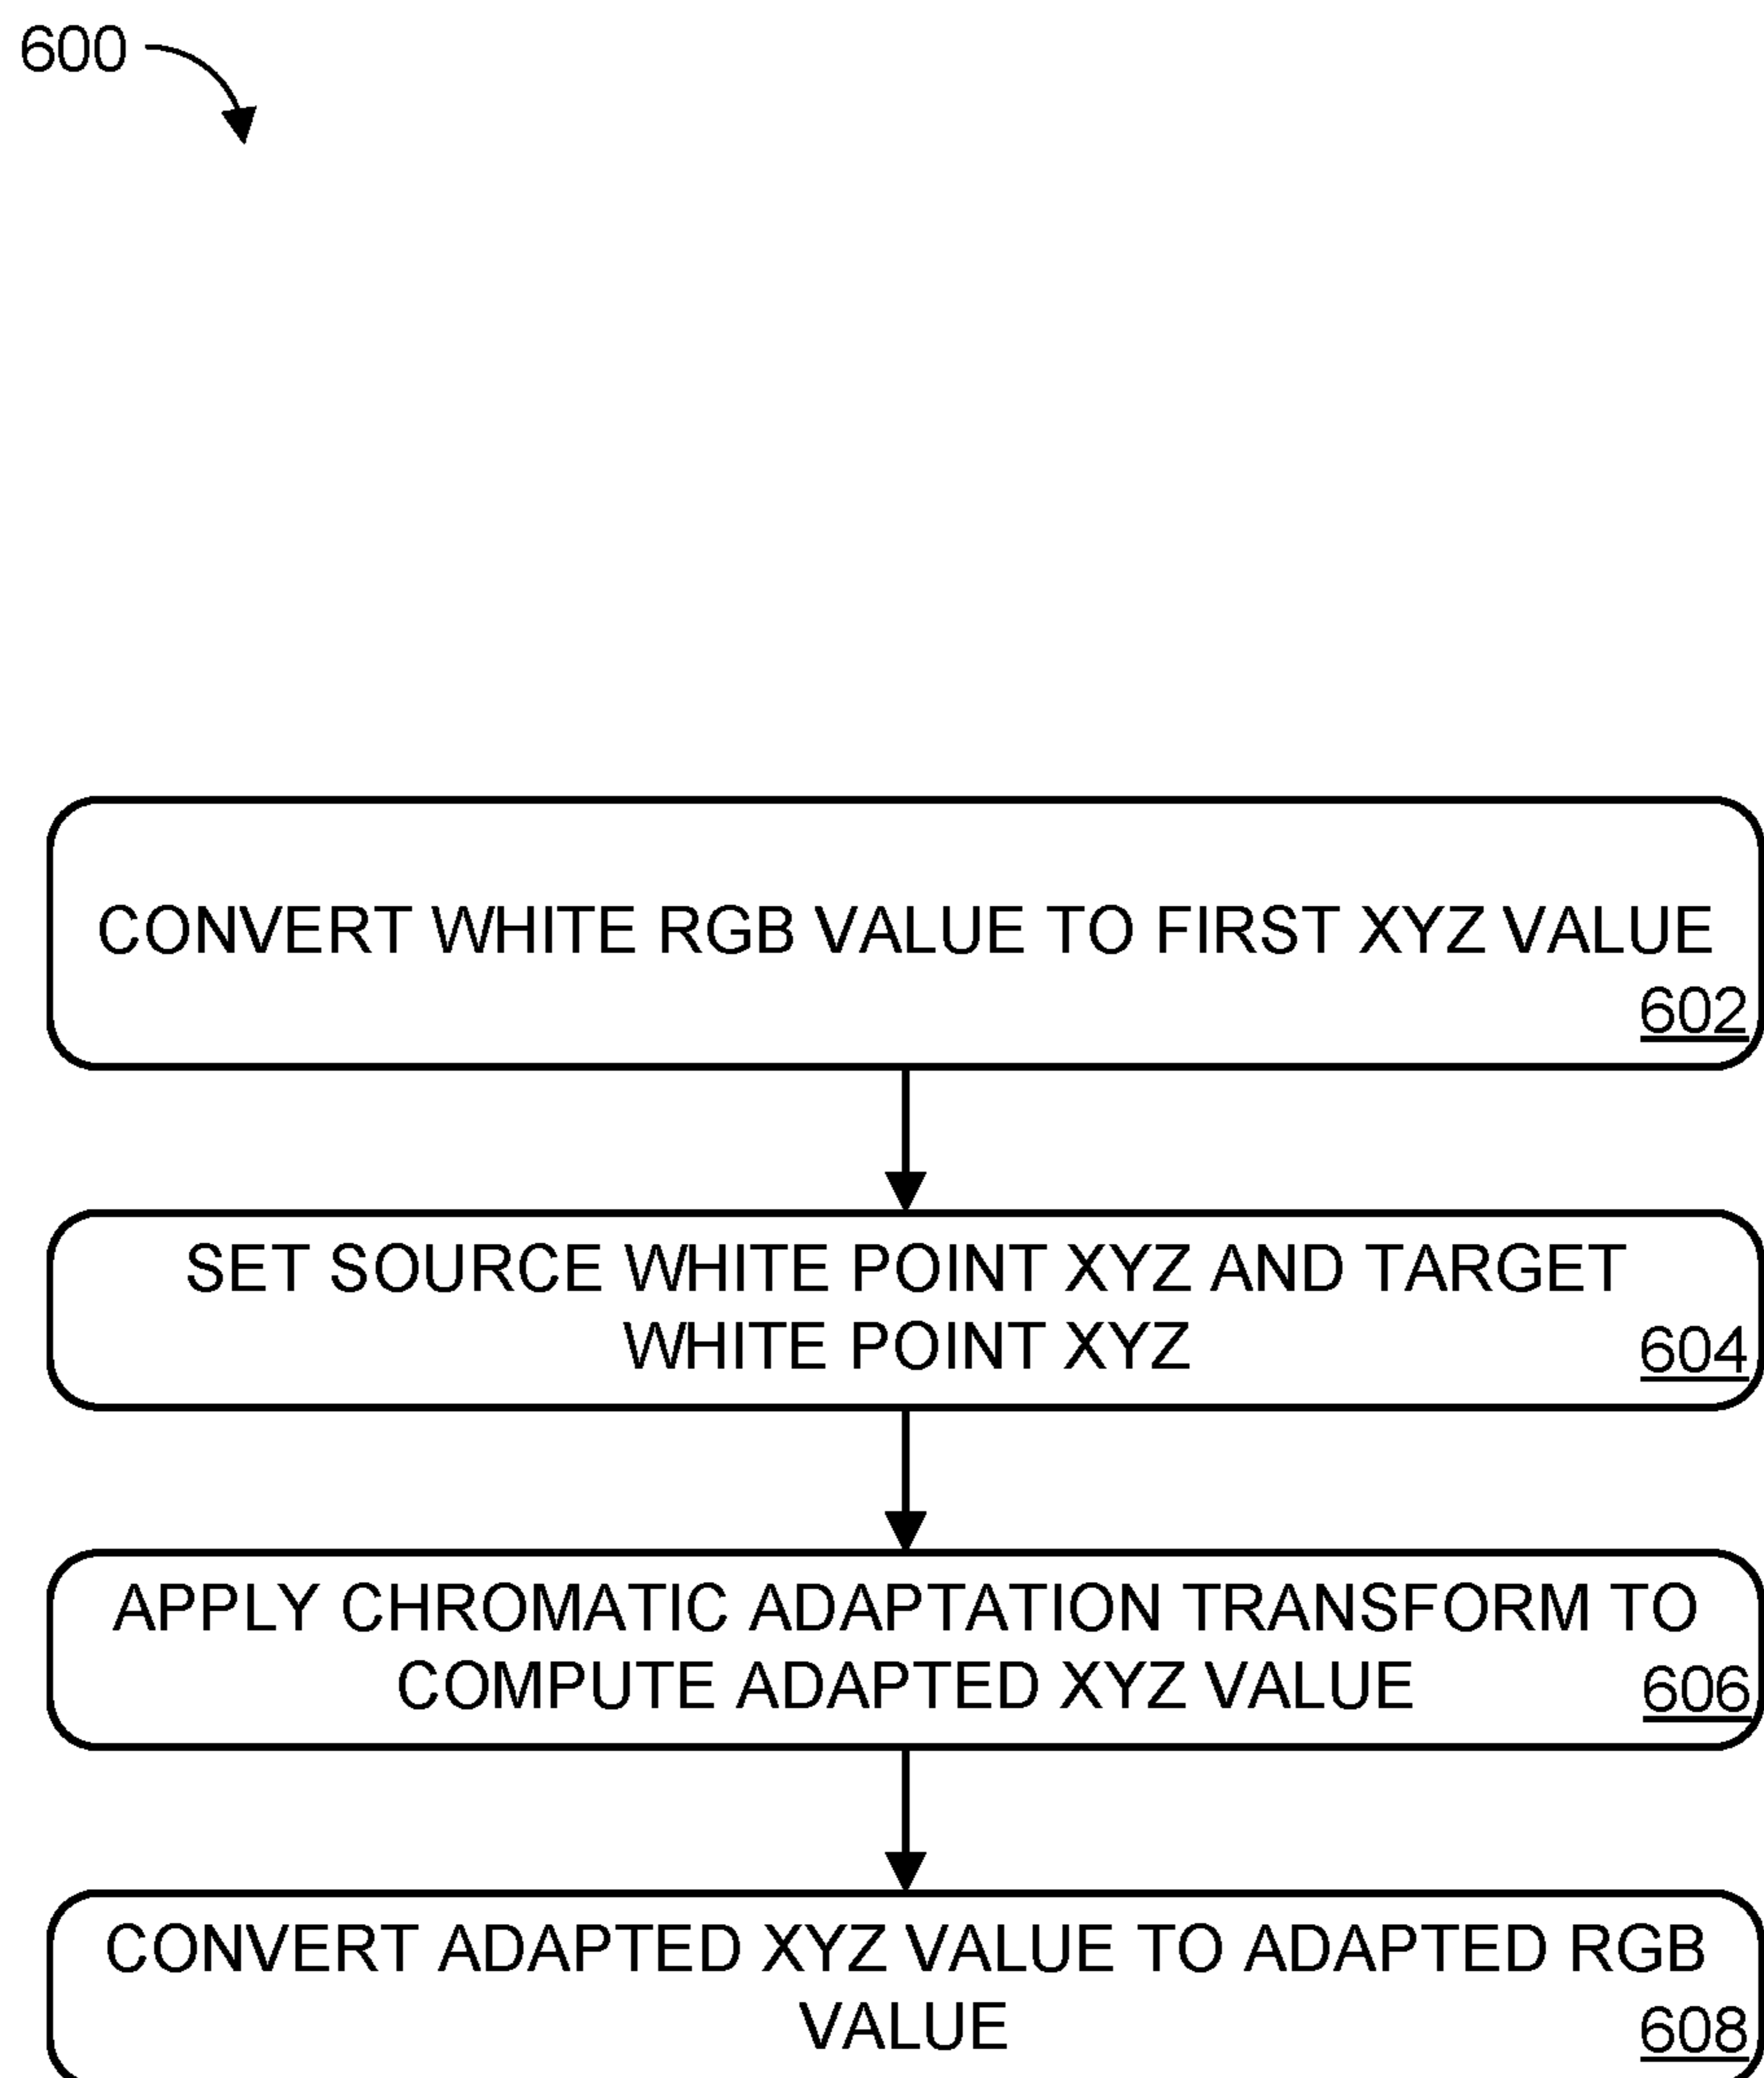 600
CONVERT WHITE RGB VALUE TO FIRST XYZ VALUE
602
SET SOURCE WHITE POINT XYZ AND TARGET
WHITE POINT XYZ
604
APPLY CHROMATIC ADAPTATION TRANSFORM TO
COMPUTE ADAPTED XYZ VALUE
606
CONVERT ADAPTED XYZ VALUE TO ADAPTED RGB
VALUE
608